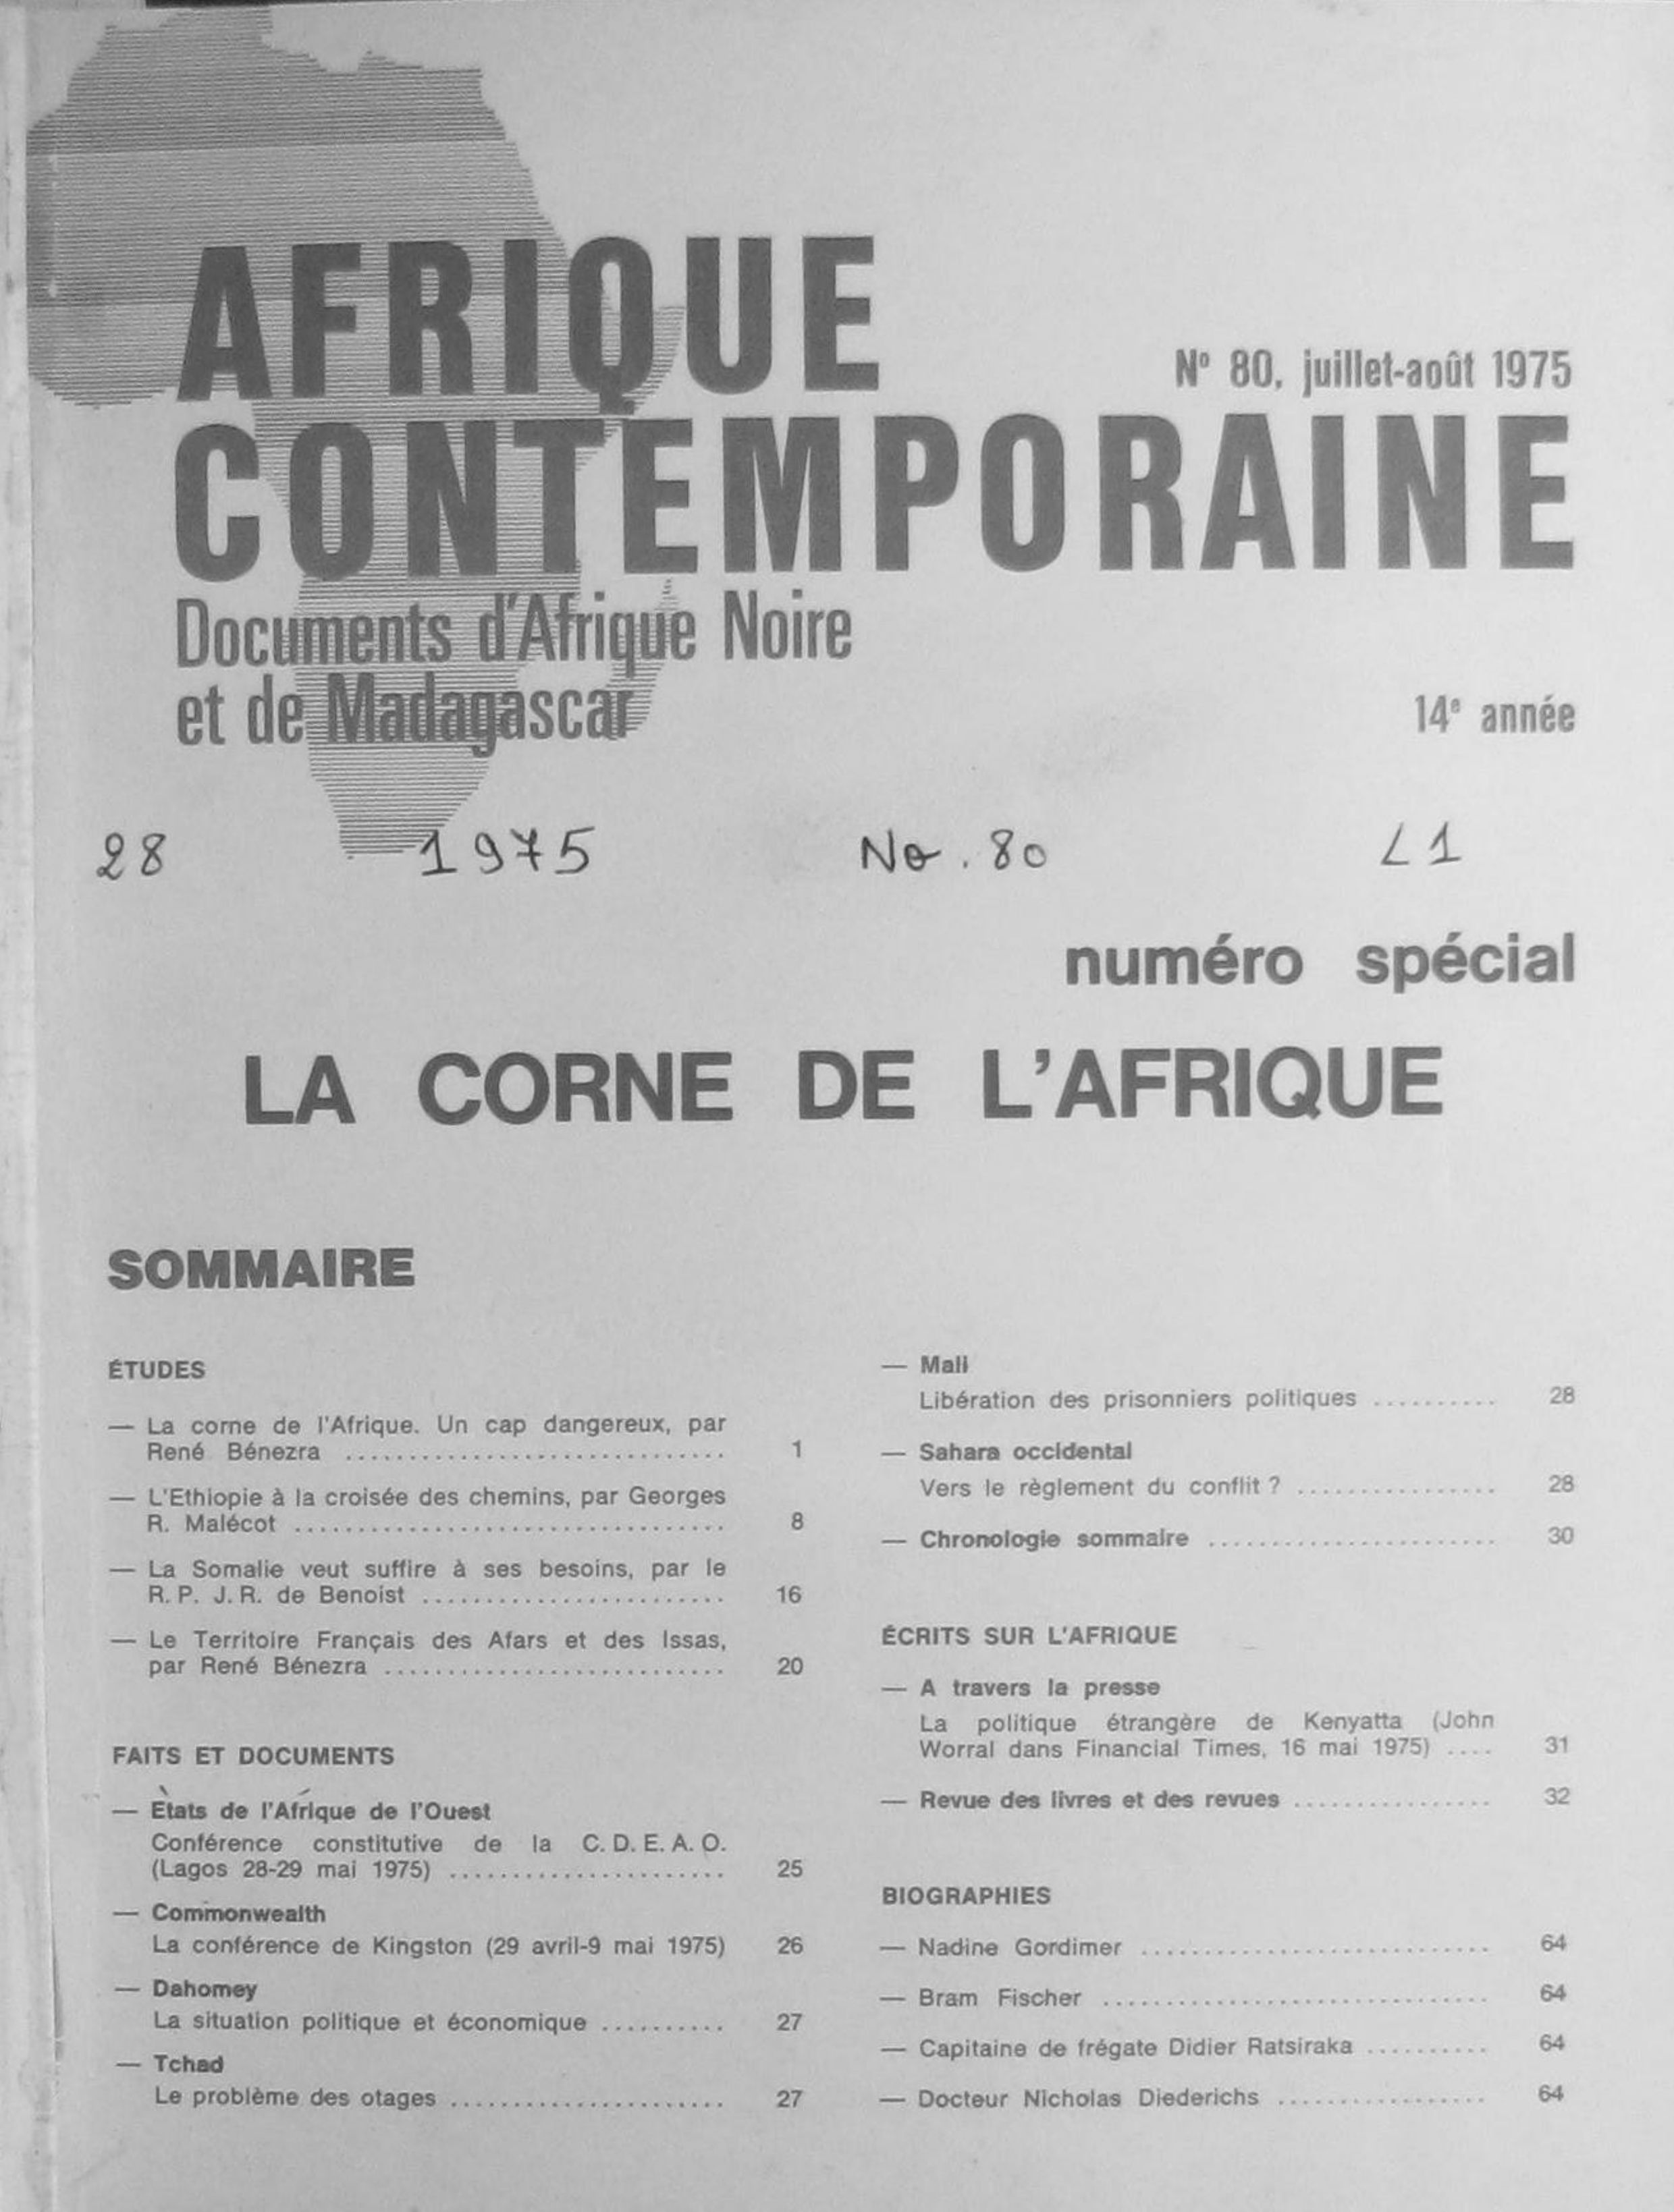 AFRIQUE
N° 80, juillet-août 1975
CONTEMPORAINE
Documents d'Afrique Noire
et de Madagascar
14e année
28 1975 No. 80 L1
numéro spécial
LA CORNE DE L'AFRIQUE
SOMMAIRE
ÉTUDES
— La corne de l'Afrique. Un cap dangereux, par
René Bénezra .............................. 1
— L'Ethiopie à la croisée des chemins, par Georges
R. Malécot .................................. 8
— La Somalie veut suffire à ses besoins, par le
R. P. J. R. de Benoist ........................ 16
— Le Territoire Français des Afars et des Issas,
par René Bénezra ........................... 20
FAITS ET DOCUMENTS
— États de l'Afrique de l'Ouest
Conférence constitutive de la C. D. E. A. O.
(Lagos 28-29 mai 1975) ...................... 25
— Commonwealth
La conférence de Kingston (29 avril-9 mai 1975) 26
— Dahomey
La situation politique et économique .......... 27
— Tchad
Le problème des otages ...................... 27
— Mali
Libération des prisonniers politiques .......... 28
— Sahara occidental
Vers le règlement du conflit ? ................ 28
— Chronologie sommaire ....................... 30
ÉCRITS SUR L'AFRIQUE
— A travers la presse
La politique étrangère de Kenyatta (John
Worral dans Financial Times, 16 mai 1975) .... 31
— Revue des livres et des revues ................ 32
BIOGRAPHIES
— Nadine Gordimer ............................ 64
— Bram Fischer ............................... 64
— Capitaine de frégate Didier Ratsiraka .......... 64
— Docteur Nicholas Diederichs ................. 64